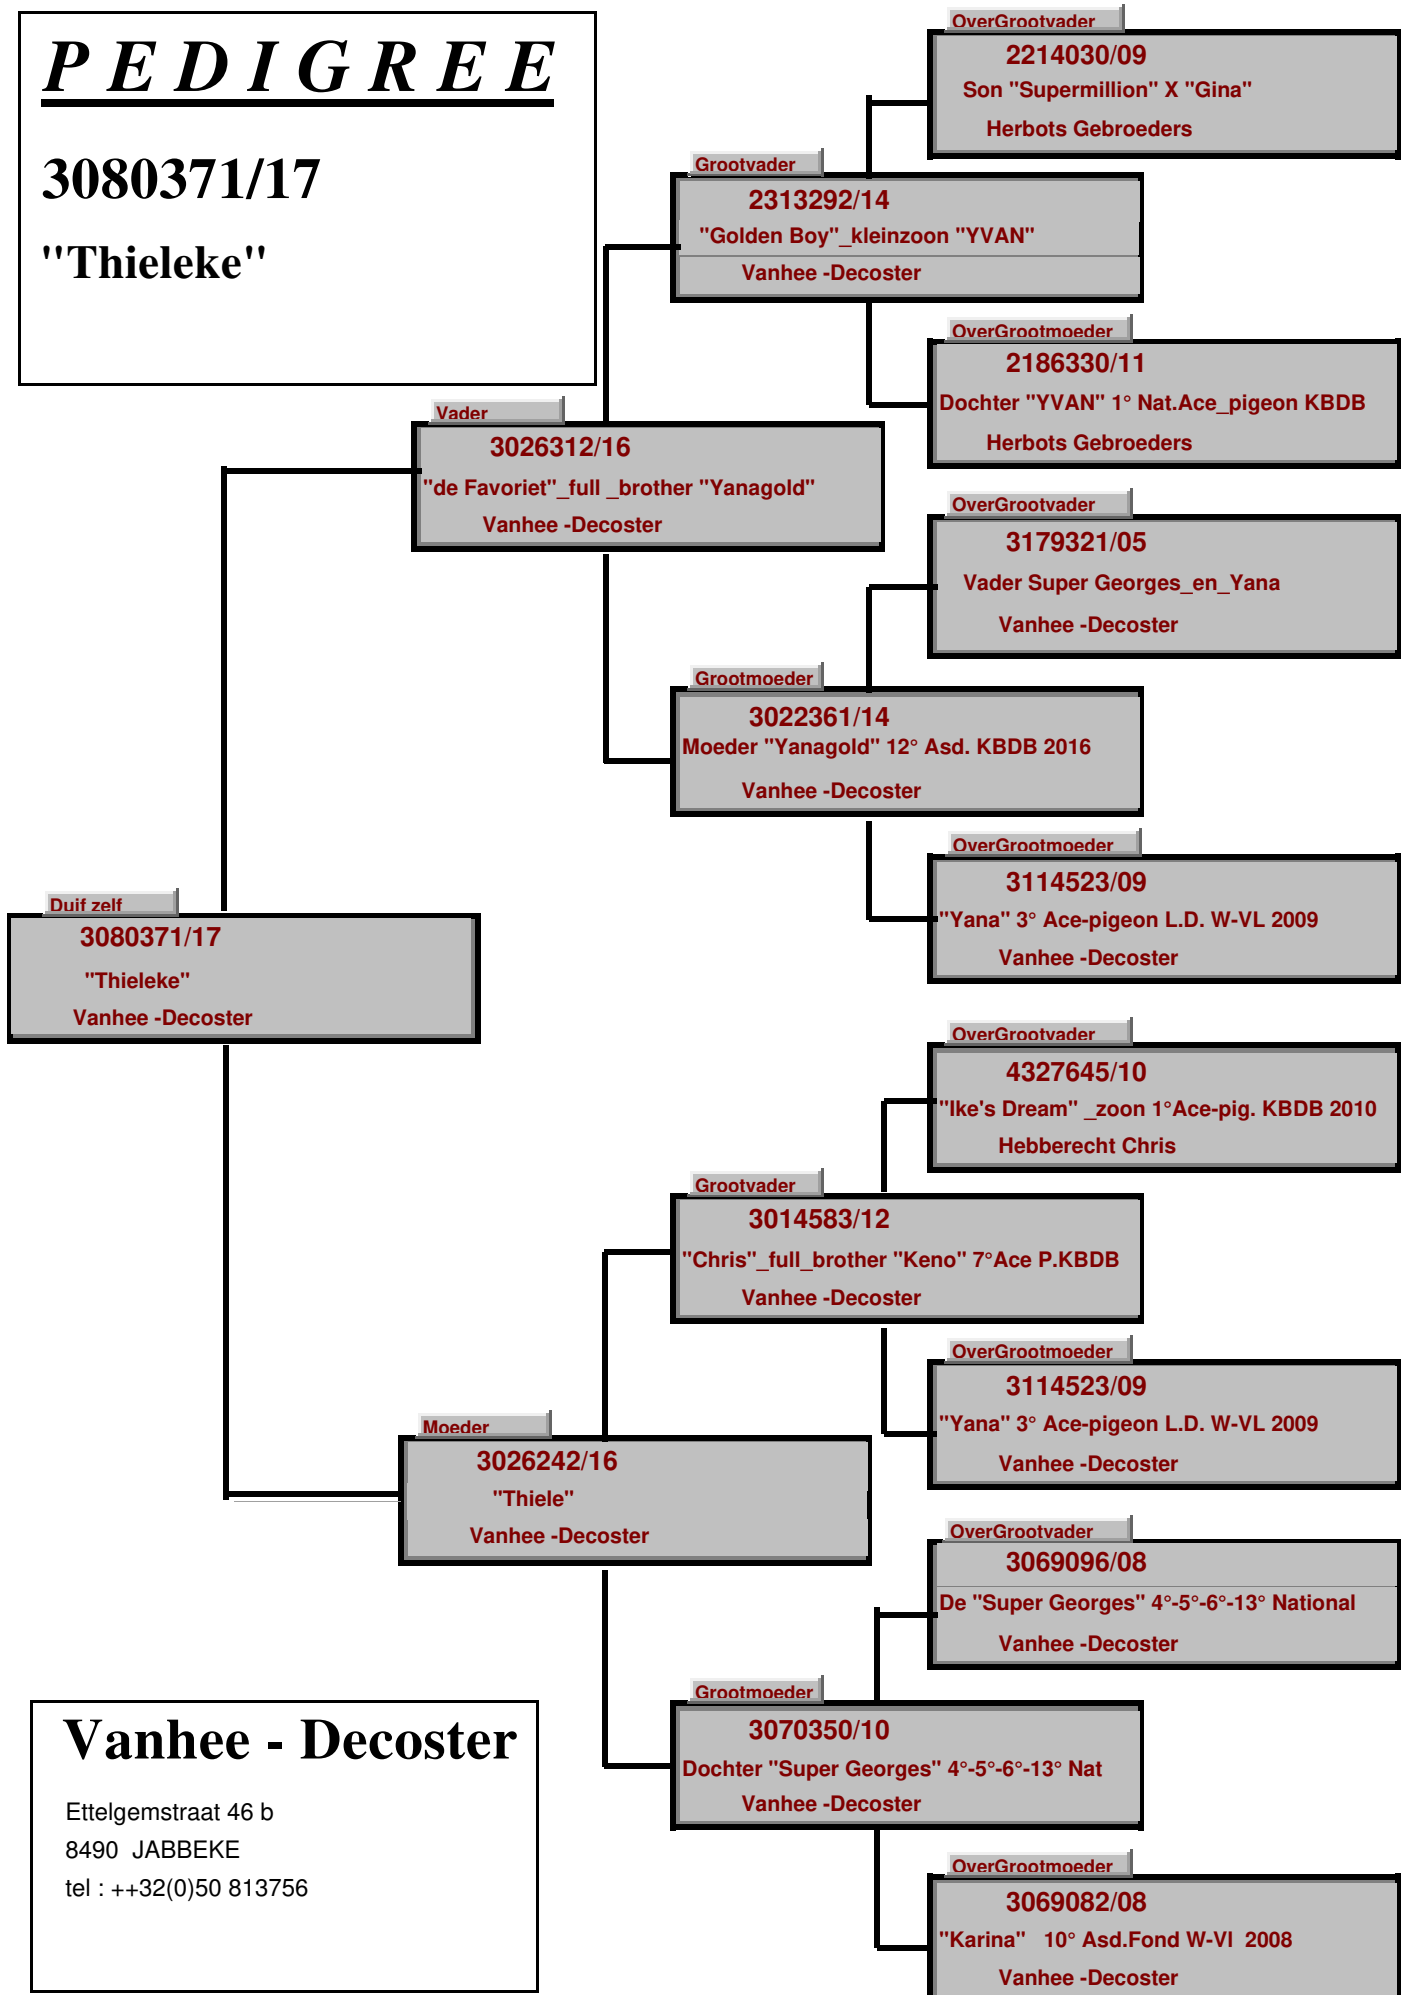 P E D I G R E E
3080371/17
"Thieleke"
OverGrootvader
2214030/09
Son "Supermillion" X "Gina"
Herbots Gebroeders
Grootvader
2313292/14
"Golden Boy"_kleinzoon "YVAN"
Vanhee -Decoster
OverGrootmoeder
2186330/11
Dochter "YVAN" 1° Nat.Ace_pigeon KBDB
Herbots Gebroeders
Vader
3026312/16
"de Favoriet"_full _brother "Yanagold"
Vanhee -Decoster
OverGrootvader
3179321/05
Vader Super Georges_en_Yana
Vanhee -Decoster
Grootmoeder
3022361/14
Moeder "Yanagold" 12° Asd. KBDB 2016
Vanhee -Decoster
OverGrootmoeder
3114523/09
"Yana" 3° Ace-pigeon L.D. W-VL 2009
Vanhee -Decoster
Duif zelf
3080371/17
"Thieleke"
Vanhee -Decoster
OverGrootvader
4327645/10
"Ike's Dream" _zoon 1°Ace-pig. KBDB 2010
Hebberecht Chris
Grootvader
3014583/12
"Chris"_full_brother "Keno" 7°Ace P.KBDB
Vanhee -Decoster
OverGrootmoeder
3114523/09
"Yana" 3° Ace-pigeon L.D. W-VL 2009
Vanhee -Decoster
Moeder
3026242/16
"Thiele"
Vanhee -Decoster
OverGrootvader
3069096/08
De "Super Georges" 4°-5°-6°-13° National
Vanhee -Decoster
Grootmoeder
3070350/10
Dochter "Super Georges" 4°-5°-6°-13° Nat
Vanhee -Decoster
OverGrootmoeder
3069082/08
"Karina"   10° Asd.Fond W-Vl  2008
Vanhee -Decoster
Vanhee - Decoster
Ettelgemstraat 46 b
8490  JABBEKE
tel : ++32(0)50 813756